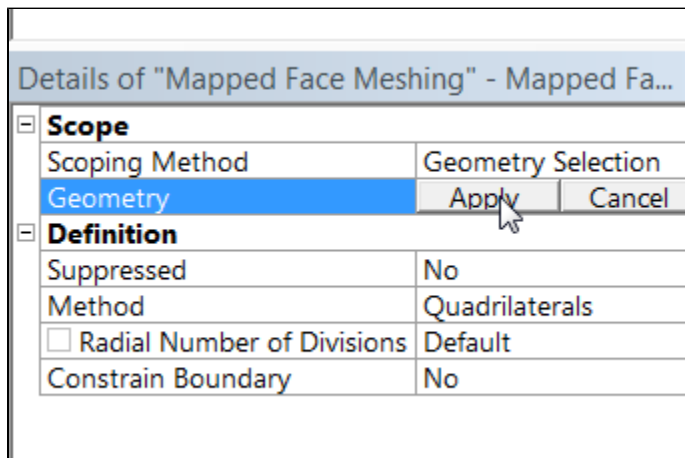 Details of "Mapped Face Meshing" - Mapped Fa...
Scope
Scoping Method Geometry Selection
Geometry Apply Cancel
Definition
Suppressed No
Method Quadrilaterals
Radial Number of Divisions Default
Constrain Boundary No